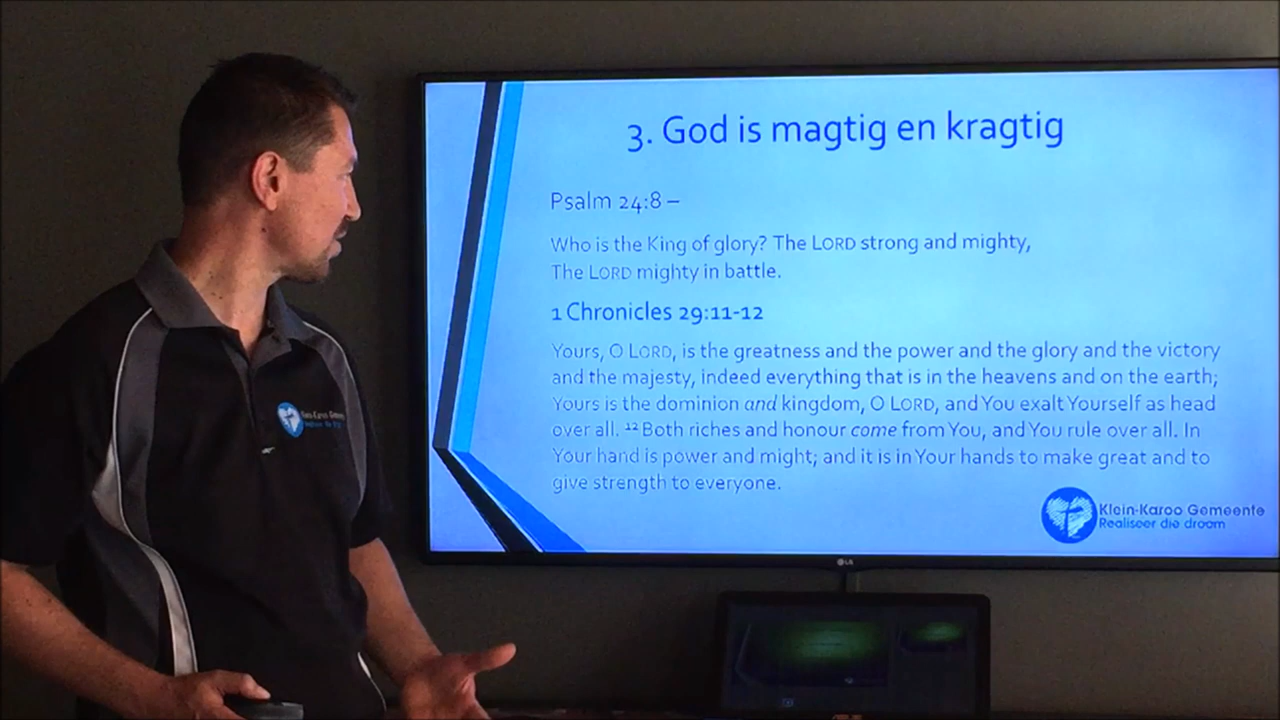 3. God is magtig en kragtig
Psalm 24:8 –
Who is the King of glory? The LORD strong and mighty,
The LORD mighty in battle.
1 Chronicles 29:11-12
Yours, O LORD, is the greatness and the power and the glory and the victory
and the majesty, indeed everything that is in the heavens and on the earth;
Yours is the dominion and kingdom, O LORD, and You exalt Yourself as head
over all. ¹² Both riches and honour come from You, and You rule over all. In
Your hand is power and might; and it is in Your hands to make great and to
give strength to everyone.
Klein-Karoo Gemeente
Realiseer die droom
LG
Klein-Karoo Gemeente